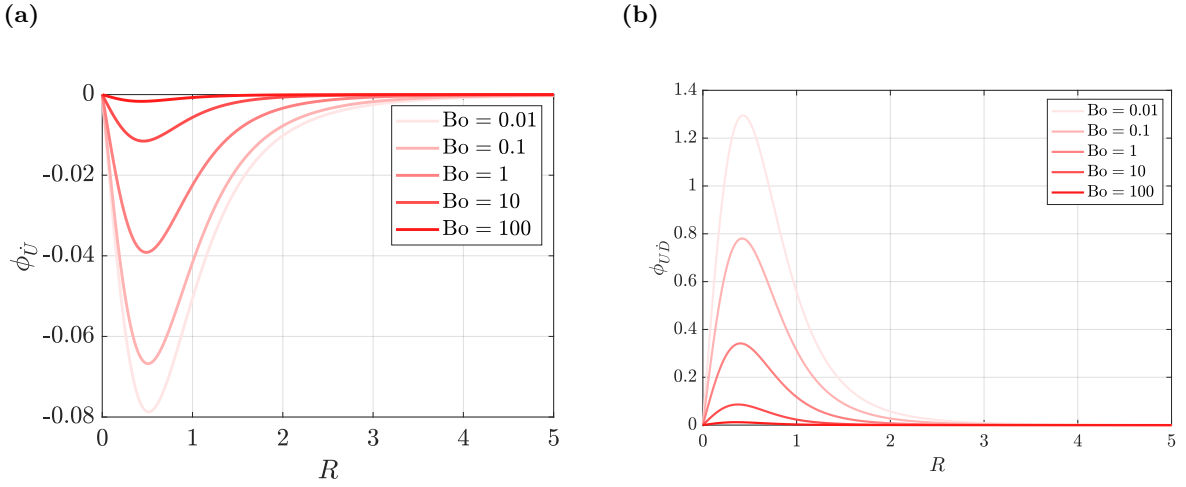 (a)
0
-0.02
-0.04
-0.06
-0.08
0 1 2 3 4 5
R
ϕ_U̇
Bo = 0.01
Bo = 0.1
Bo = 1
Bo = 10
Bo = 100
(b)
1.4
1.2
1
0.8
0.6
0.4
0.2
0
0 1 2 3 4 5
R
ϕ_UḊ
Bo = 0.01
Bo = 0.1
Bo = 1
Bo = 10
Bo = 100